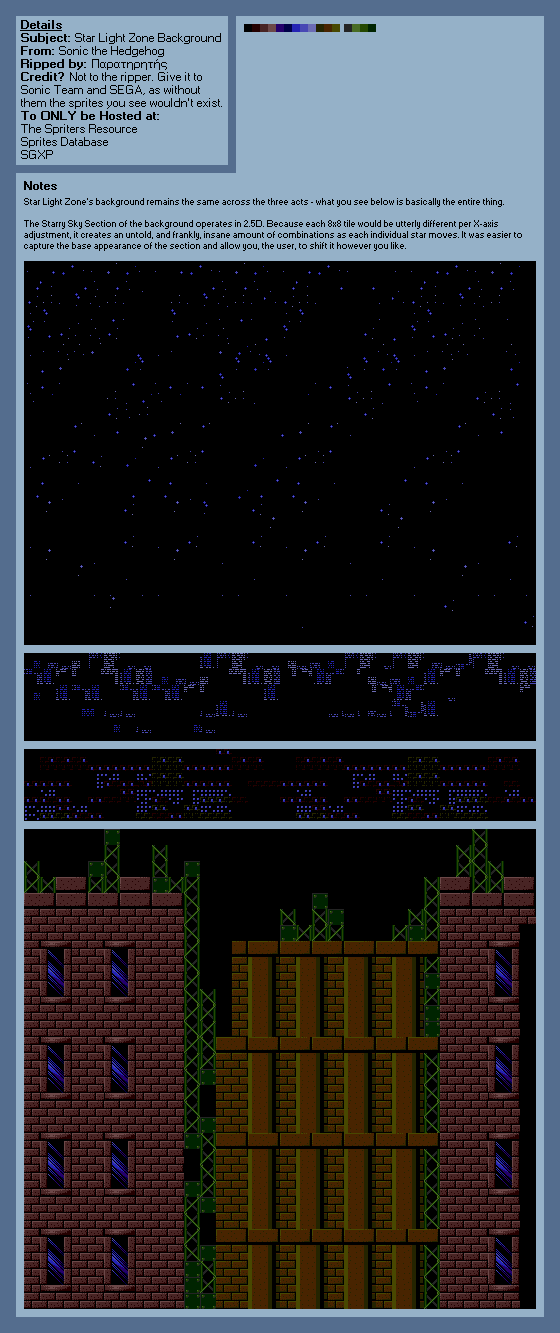 Details
Subject: Star Light Zone Background
From: Sonic the Hedgehog
Ripped by: Παρατηρητής
Credit? Not to the ripper. Give it to
Sonic Team and SEGA, as without
them the sprites you see wouldn't exist.
To ONLY be Hosted at:
The Spriters Resource
Sprites Database
SGXP
Notes
Star Light Zone's background remains the same across the three acts - what you see below is basically the entire thing.
The Starry Sky Section of the background operates in 2.5D. Because each 8x8 tile would be utterly different per X-axis
adjustment, it creates an untold, and frankly, insane amount of combinations as each individual star moves. It was easier to
capture the base appearance of the section and allow you, the user, to shift it however you like.